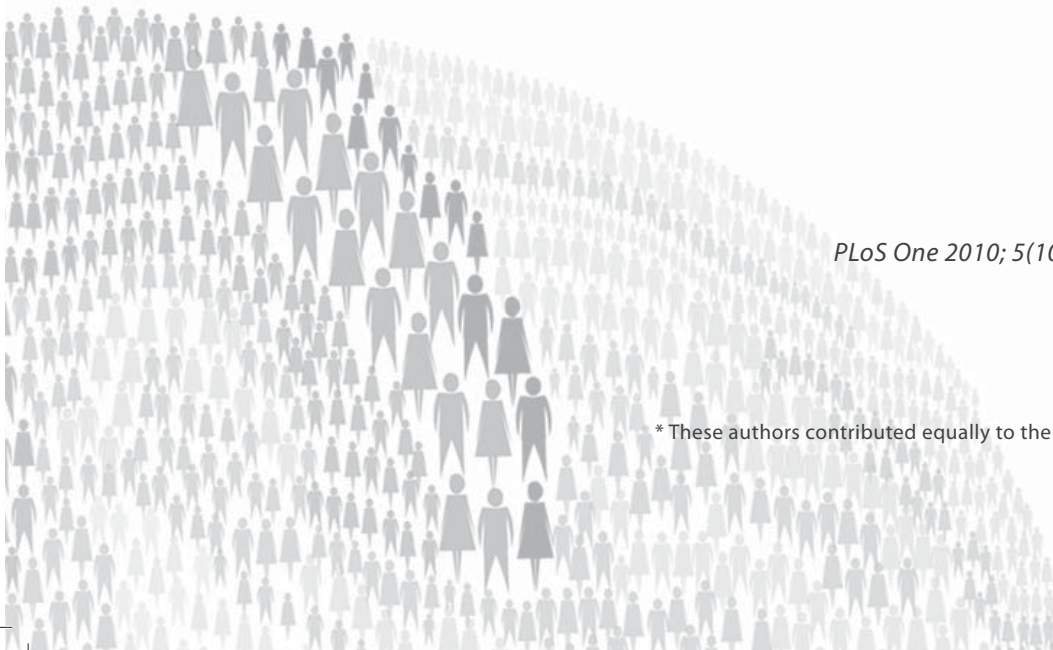 PLoS One 2010; 5(10
* These authors contributed equally to the